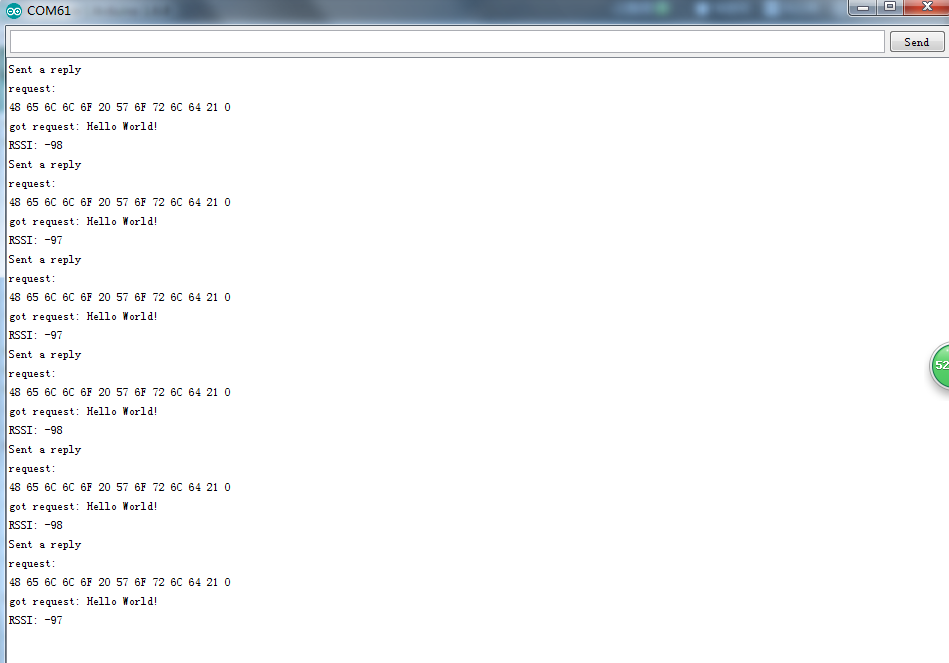 COM61
Send
Sent a reply
request:
48 65 6C 6C 6F 20 57 6F 72 6C 64 21 0
got request: Hello World!
RSSI: -98
Sent a reply
request:
48 65 6C 6C 6F 20 57 6F 72 6C 64 21 0
got request: Hello World!
RSSI: -97
Sent a reply
request:
48 65 6C 6C 6F 20 57 6F 72 6C 64 21 0
got request: Hello World!
RSSI: -97
Sent a reply
request:
48 65 6C 6C 6F 20 57 6F 72 6C 64 21 0
got request: Hello World!
RSSI: -98
Sent a reply
request:
48 65 6C 6C 6F 20 57 6F 72 6C 64 21 0
got request: Hello World!
RSSI: -98
Sent a reply
request:
48 65 6C 6C 6F 20 57 6F 72 6C 64 21 0
got request: Hello World!
RSSI: -97
52